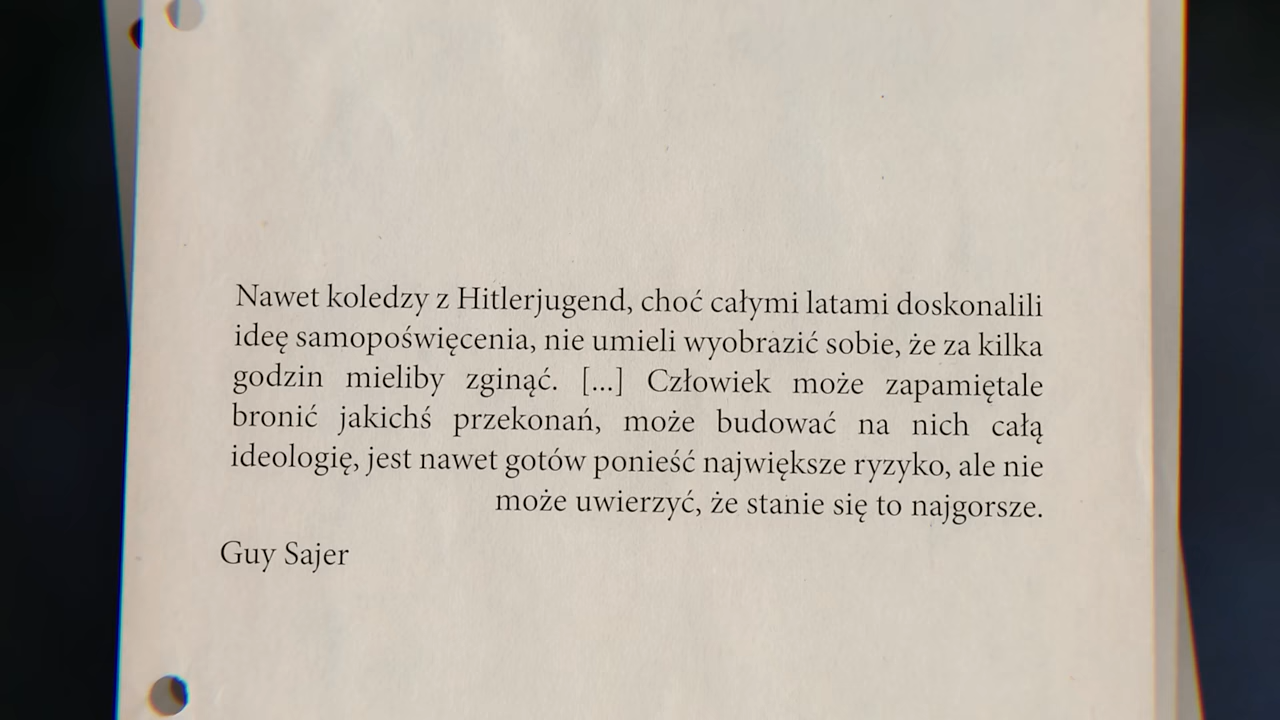 Nawet koledzy z Hitlerjugend, choć całymi latami doskonalili
ideę samopoświęcenia, nie umieli wyobrazić sobie, że za kilka
godzin mieliby zginąć. [...] Człowiek może zapamiętale
bronić jakichś przekonań, może budować na nich całą
ideologię, jest nawet gotów ponieść największe ryzyko, ale nie
może uwierzyć, że stanie się to najgorsze.
Guy Sajer